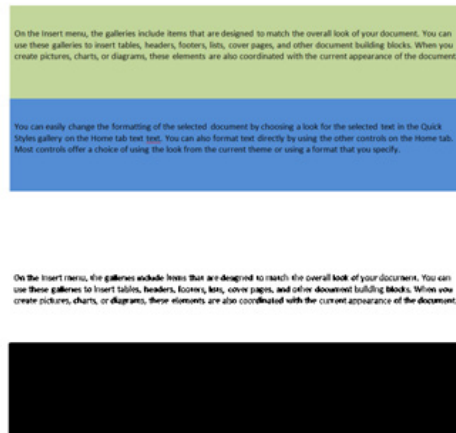 On the Insert menu, the galleries include items that are designed to match the overall look of your document. You can
use these galleries to insert tables, headers, footers, lists, cover pages, and other document building blocks. When you
create pictures, charts, or diagrams, these elements are also coordinated with the current appearance of the document
You can easily change the formatting of the selected document by choosing a look for the selected text in the Quick
Styles gallery on the Home tab text text. You can also format text directly by using the other controls on the Home tab.
Most controls offer a choice of using the look from the current theme or using a format that you specify.
On the Insert menu, the galleries include items that are designed to match the overall look of your document. You can
use these galleries to insert tables, headers, footers, lists, cover pages, and other document building blocks. When you
create pictures, charts, or diagrams, these elements are also coordinated with the current appearance of the document